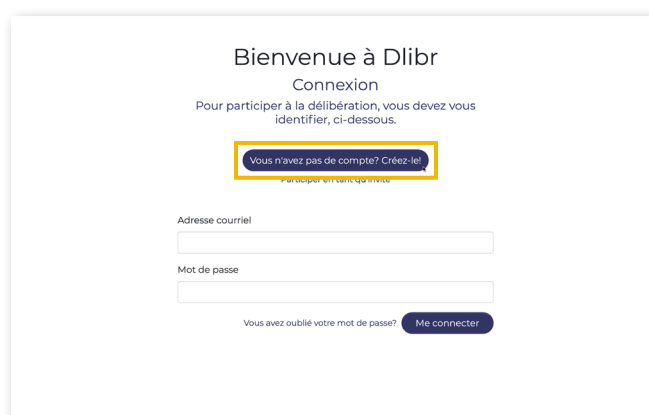 Bienvenue à Dlibr
Connexion
Pour participer à la délibération, vous devez vous
identifier, ci-dessous.
Vous n'avez pas de compte? Créez-le!
Participer en tant qu'invité
Adresse courriel
Mot de passe
Vous avez oublié votre mot de passe? Me connecter